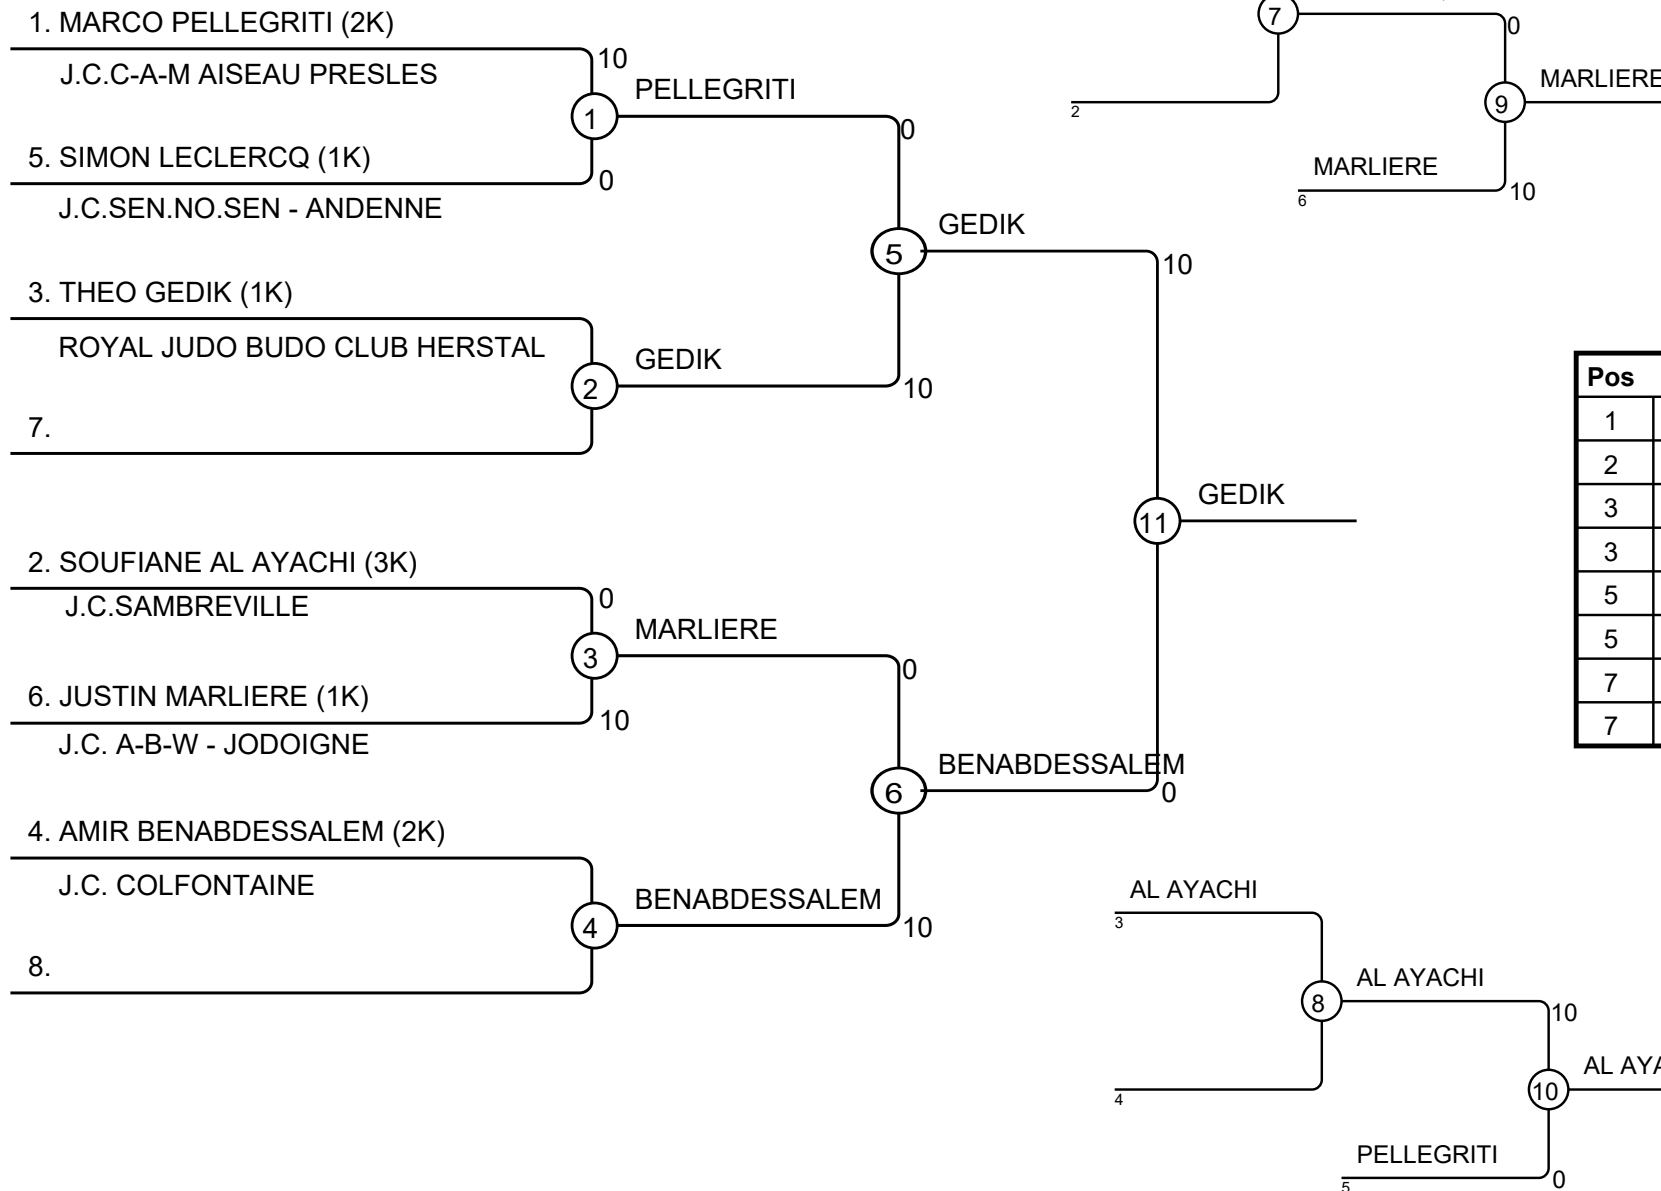 1. MARCO PELLEGRITI (2K)
10
J.C.C-A-M AISEAU PRESLES
1
PELLEGRITI
0
5. SIMON LECLERCQ (1K)
0
J.C.SEN.NO.SEN - ANDENNE
5
GEDIK
10
3. THEO GEDIK (1K)
ROYAL JUDO BUDO CLUB HERSTAL
2
GEDIK
10
7.
11
GEDIK
2. SOUFIANE AL AYACHI (3K)
0
J.C.SAMBREVILLE
3
MARLIERE
0
6. JUSTIN MARLIERE (1K)
10
J.C. A-B-W - JODOIGNE
6
BENABDESSALEM
0
4. AMIR BENABDESSALEM (2K)
J.C. COLFONTAINE
4
BENABDESSALEM
10
8.
7
0
2
9
MARLIERE
MARLIERE
6
10
Pos
1
2
3
3
5
5
7
7
AL AYACHI
3
8
AL AYACHI
10
4
10
AL AYA
PELLEGRITI
5
0